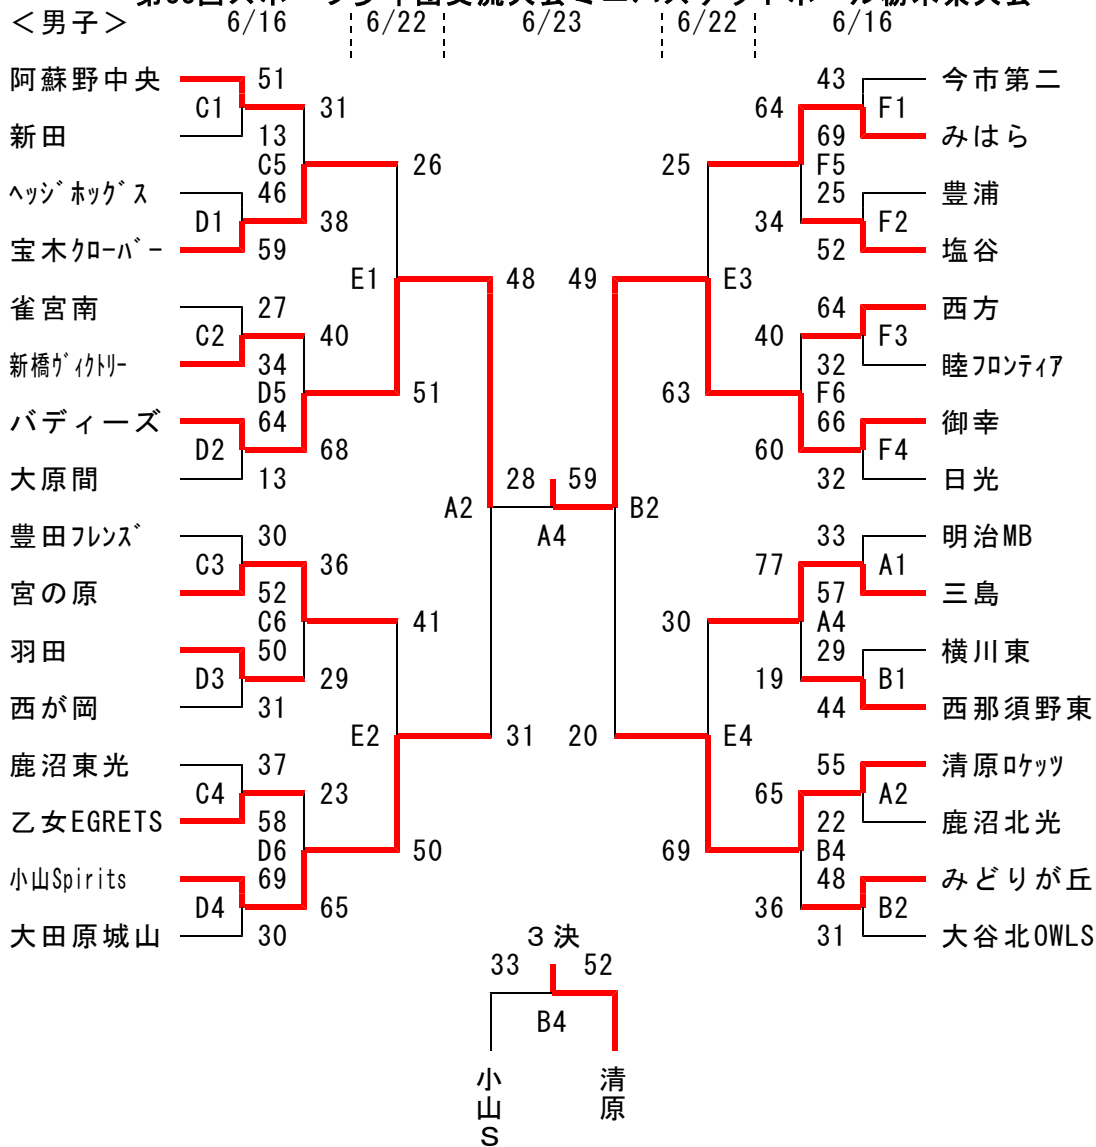 ＜男子＞
6/16 6/22 6/23 6/22 6/16
阿蘇野中央 51 43 今市第二
C1 31 64 F1
新田 13 69 みはら
C5 26 25 F5
ヘッジホッグス 46 25 豊浦
D1 38 34 F2
宝木クローバー 59 52 塩谷
E1 48 49 E3
雀宮南 27 64 西方
C2 40 40 F3
新橋ヴィクトリー 34 32 睦フロンティア
D5 51 63 F6
バディーズ 64 66 御幸
D2 68 60 F4
大原間 13 28 59 32 日光
A2 B2
A4
豊田フレンズ 30 33 明治MB
C3 36 77 A1
宮の原 52 57 三島
C6 41 30 A4
羽田 50 29 横川東
D3 29 19 B1
西が岡 31 44 西那須野東
E2 31 20 E4
鹿沼東光 37 55 清原ロケッツ
C4 23 65 A2
乙女EGRETS 58 22 鹿沼北光
D6 50 69 B4
小山Spirits 69 48 みどりが丘
D4 65 36 B2
大田原城山 30 31 大谷北OWLS
３決
33 52
B4
小山S
清原